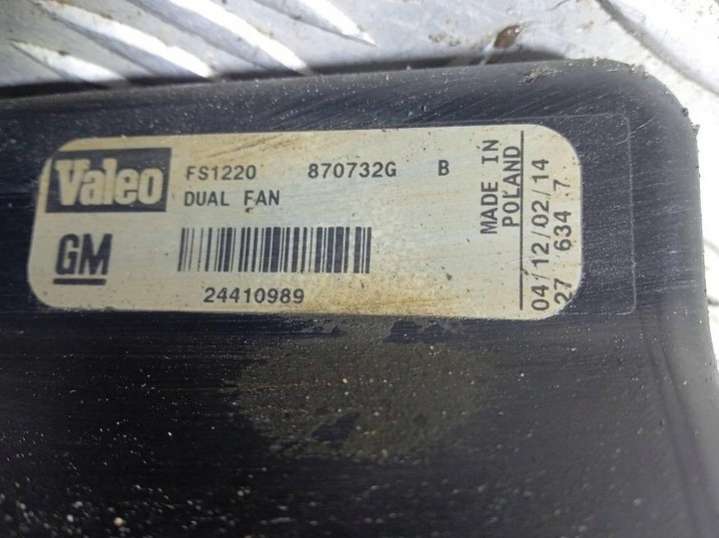 Valeo FS1220 870732G B
DUAL FAN
GM
24410989
MADE IN
POLAND
04/12/02/14
27 634 7